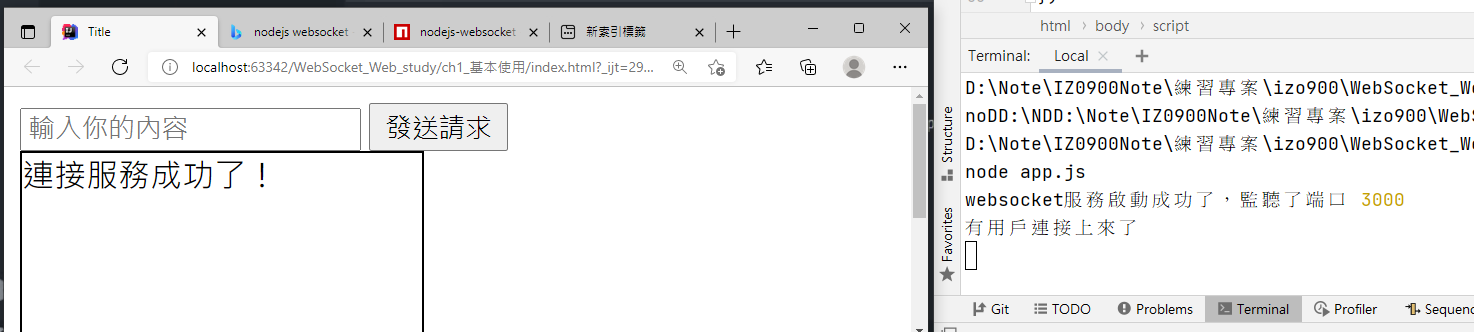 Title
nodejs websocket
nodejs-websocket
新索引標籤
localhost:63342/WebSocket_Web_study/ch1_基本使用/index.html?_ijt=29...
輸入你的內容
發送請求
連接服務成功了！
html › body › script
Terminal: Local
D:\Note\IZ0900Note\練習專案\izo900\WebSocket_We
noDD:\NDD:\Note\IZ0900Note\練習專案\izo900\WebS
D:\Note\IZ0900Note\練習專案\izo900\WebSocket_We
node app.js
websocket服務啟動成功了，監聽了端口 3000
有用戶連接上來了
Structure
Favorites
Git TODO Problems Terminal Profiler Sequenc